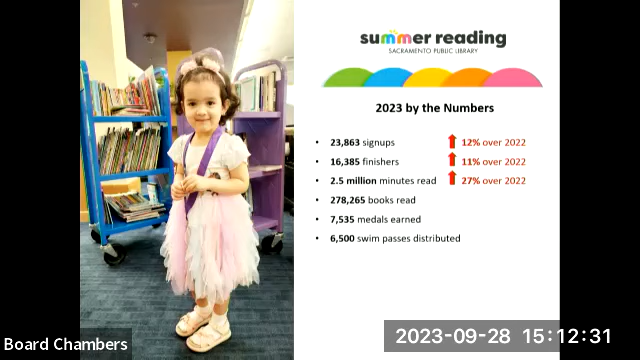 summer reading
SACRAMENTO PUBLIC LIBRARY
2023 by the Numbers
• 23,863 signups 12% over 2022
• 16,385 finishers 11% over 2022
• 2.5 million minutes read 27% over 2022
• 278,265 books read
• 7,535 medals earned
• 6,500 swim passes distributed
Board Chambers
2023-09-28 15:12:31